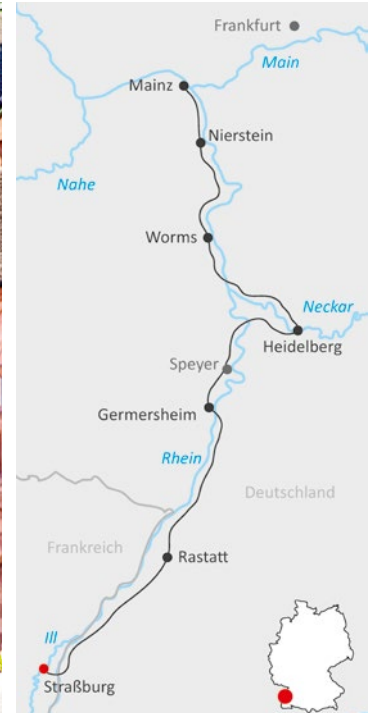 Frankfurt
Main
Mainz
Nierstein
Nahe
Worms
Neckar
Heidelberg
Speyer
Germersheim
Rhein
Deutschland
Frankreich
Rastatt
Ill
Straßburg